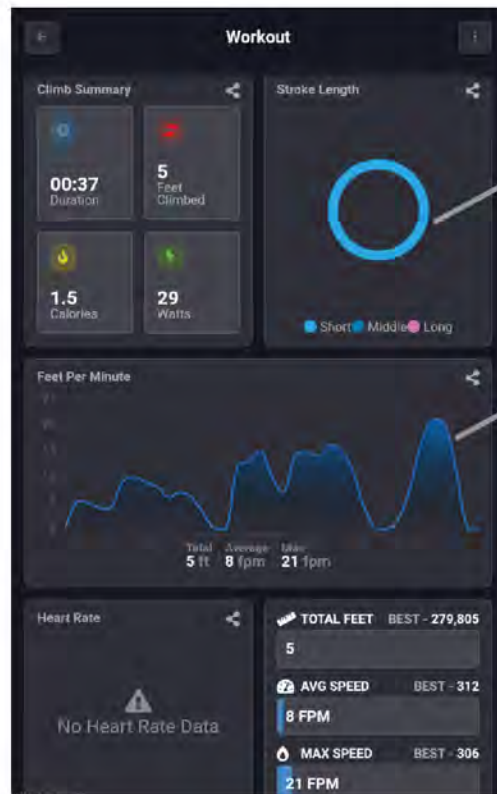 Workout
Climb Summary
00:37
Duration
5
Feet
Climbed
1.5
Calories
29
Watts
Stroke Length
Short Middle Long
Feet Per Minute
Total Average Max
5 ft 8 fpm 21 fpm
Heart Rate
No Heart Rate Data
TOTAL FEET BEST - 279,805
5
AVG SPEED BEST - 312
8 FPM
MAX SPEED BEST - 306
21 FPM